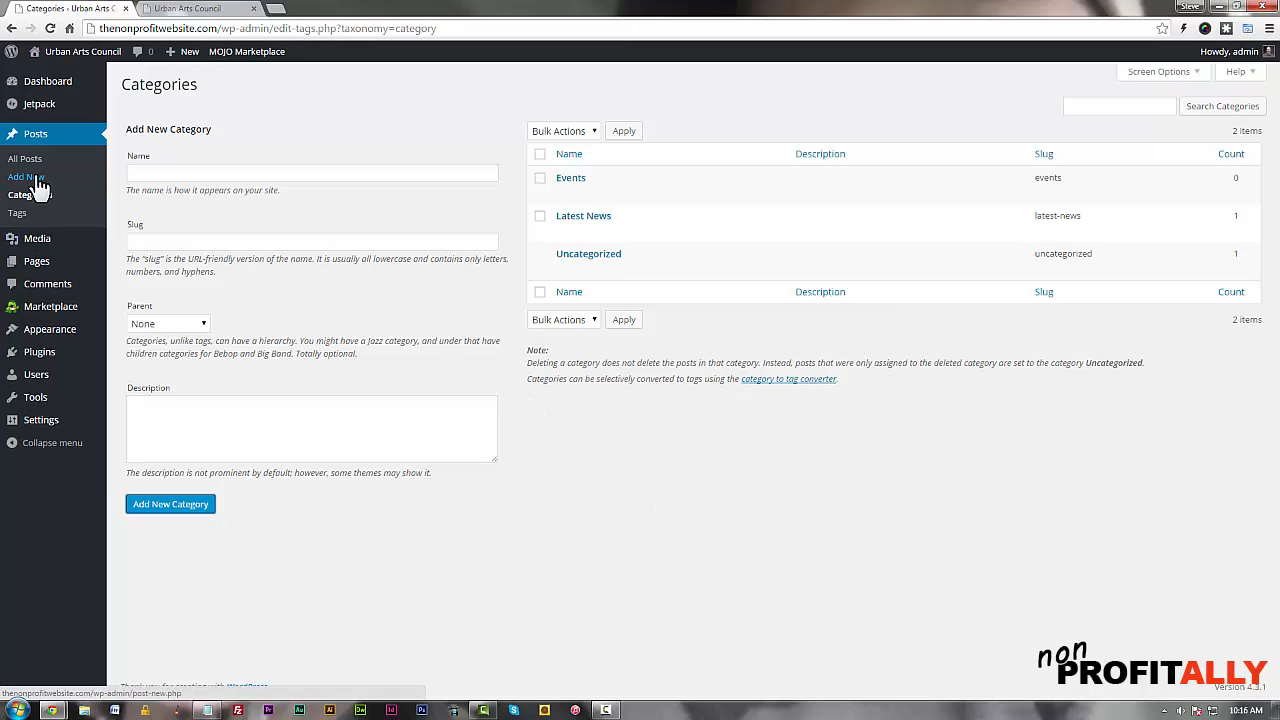 Categories ‹ Urban Arts C ×
Urban Arts Council ×
Steve
thenonprofitwebsite.com/wp-admin/edit-tags.php?taxonomy=category
Urban Arts Council 0 + New MOJO Marketplace
Howdy, admin
Dashboard
Jetpack
Posts
All Posts
Add New
Tags
Media
Pages
Comments
Marketplace
Appearance
Plugins
Users
Tools
Settings
Collapse menu
Screen Options ▼
Help ▼
Categories
Search Categories
Add New Category
Name
The name is how it appears on your site.
Slug
The "slug" is the URL-friendly version of the name. It is usually all lowercase and contains only letters,
numbers, and hyphens.
Parent
None ▼
Categories, unlike tags, can have a hierarchy. You might have a Jazz category, and under that have
children categories for Bebop and Big Band. Totally optional.
Description
The description is not prominent by default; however, some themes may show it.
Add New Category
Bulk Actions ▼ Apply
2 items
Name Description Slug Count
Events events 0
Latest News latest-news 1
Uncategorized uncategorized 1
Name Description Slug Count
Bulk Actions ▼ Apply
2 items
Note:
Deleting a category does not delete the posts in that category. Instead, posts that were only assigned to the deleted category are set to the category Uncategorized.
Categories can be selectively converted to tags using the category to tag converter.
non
PROFITALLY
Version 4.3.1
thenonprofitwebsite.com/wp-admin/post-new.php
10:16 AM